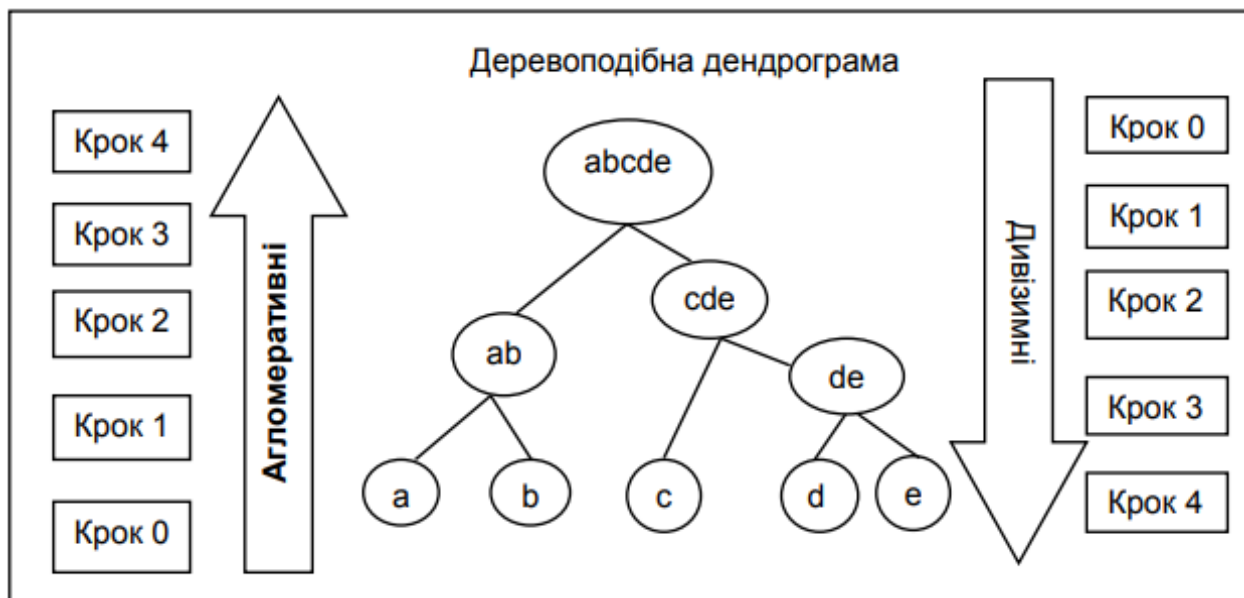 Деревоподібна дендрограма
Крок 4
Крок 3
Крок 2
Крок 1
Крок 0
Агломеративні
abcde
cde
ab
de
a
b
c
d
e
Дивізимні
Крок 0
Крок 1
Крок 2
Крок 3
Крок 4